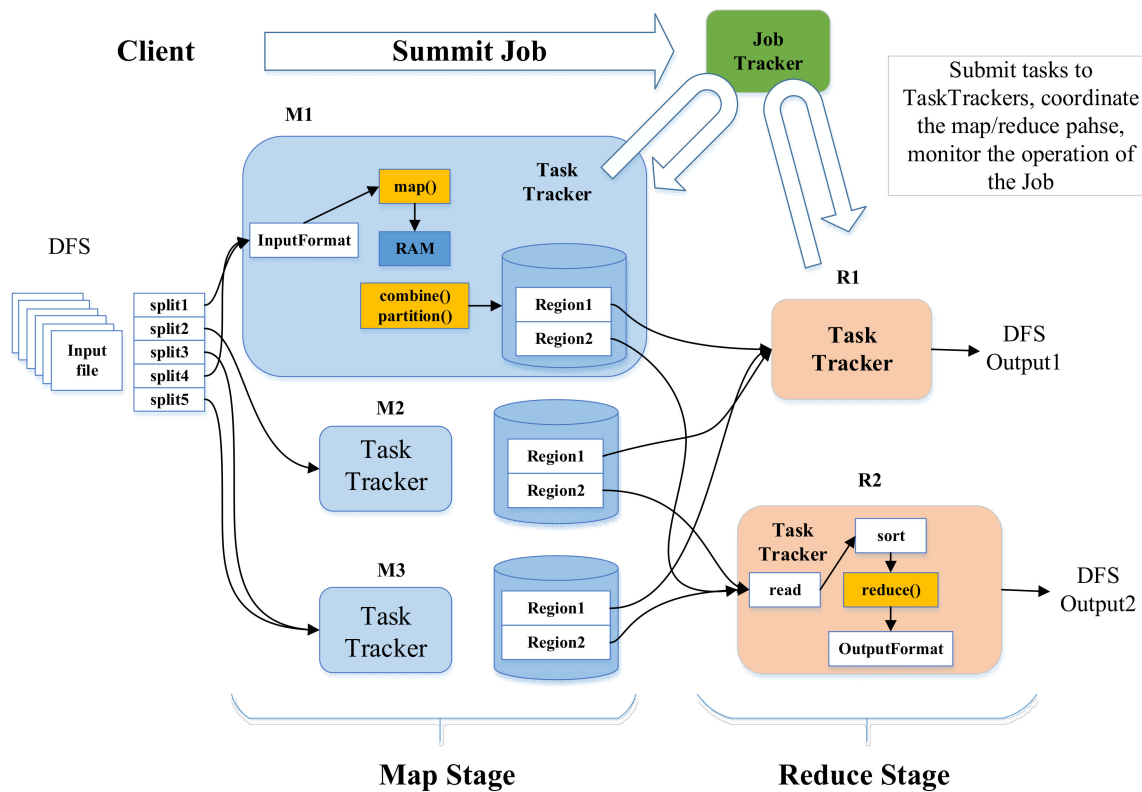 Client
Summit Job
Job
Tracker
Submit tasks to
TaskTrackers, coordinate
the map/reduce pahse,
monitor the operation of
the Job
M1
Task
Tracker
map()
InputFormat
RAM
combine()
partition()
Region1
Region2
DFS
Input
file
split1
split2
split3
split4
split5
M2
Task
Tracker
Region1
Region2
M3
Task
Tracker
Region1
Region2
R1
Task
Tracker
DFS
Output1
R2
Task
Tracker
sort
read
reduce()
OutputFormat
DFS
Output2
Map Stage
Reduce Stage